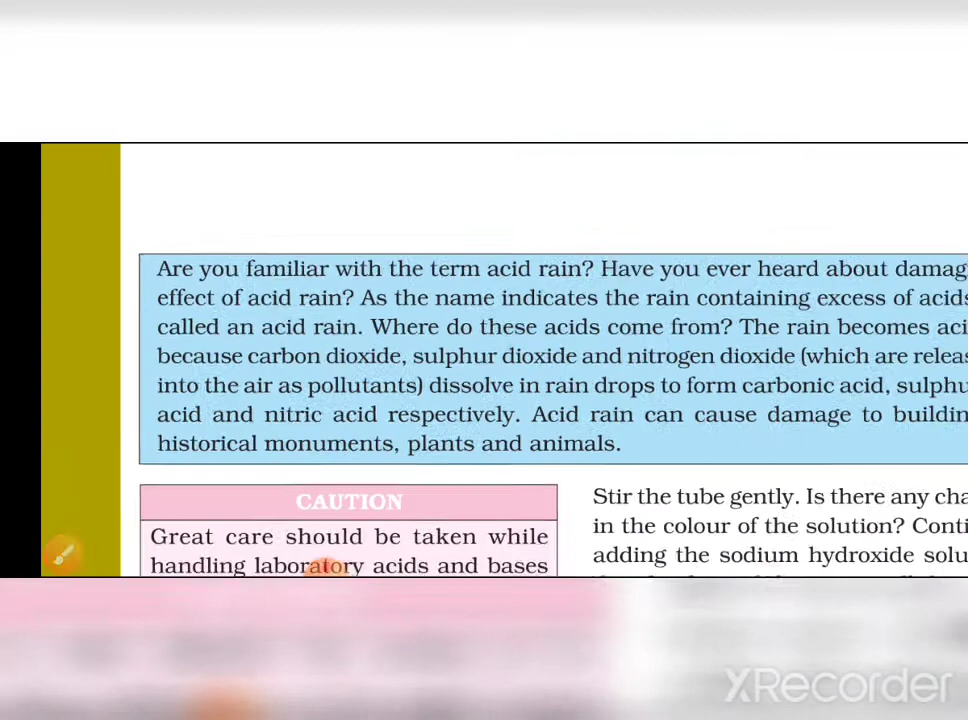 Are you familiar with the term acid rain? Have you ever heard about damag
effect of acid rain? As the name indicates the rain containing excess of acids
called an acid rain. Where do these acids come from? The rain becomes aci
because carbon dioxide, sulphur dioxide and nitrogen dioxide (which are releas
into the air as pollutants) dissolve in rain drops to form carbonic acid, sulphu
acid and nitric acid respectively. Acid rain can cause damage to buildin
historical monuments, plants and animals.
CAUTION
Great care should be taken while
handling laboratory acids and bases
Stir the tube gently. Is there any cha
in the colour of the solution? Conti
adding the sodium hydroxide solu
XRecorder